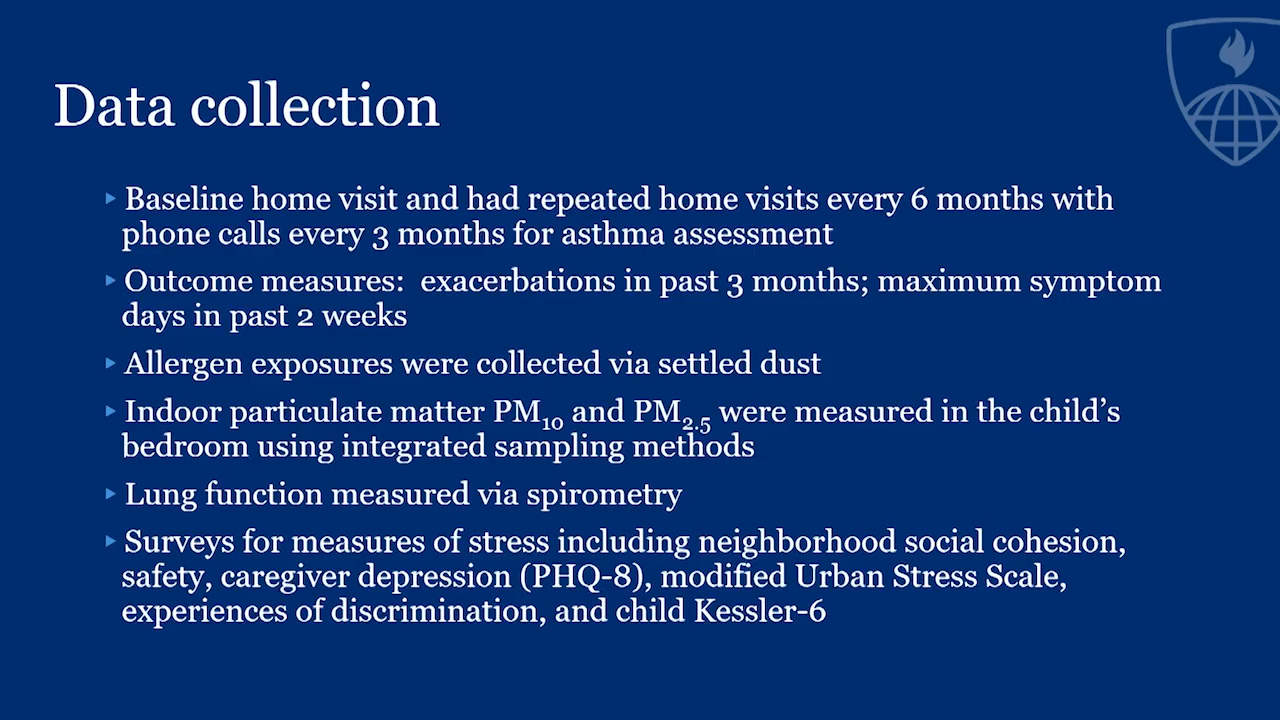 Data collection
Baseline home visit and had repeated home visits every 6 months with
phone calls every 3 months for asthma assessment
Outcome measures:  exacerbations in past 3 months; maximum symptom
days in past 2 weeks
Allergen exposures were collected via settled dust
Indoor particulate matter PM10 and PM2.5 were measured in the child’s
bedroom using integrated sampling methods
Lung function measured via spirometry
Surveys for measures of stress including neighborhood social cohesion,
safety, caregiver depression (PHQ-8), modified Urban Stress Scale,
experiences of discrimination, and child Kessler-6